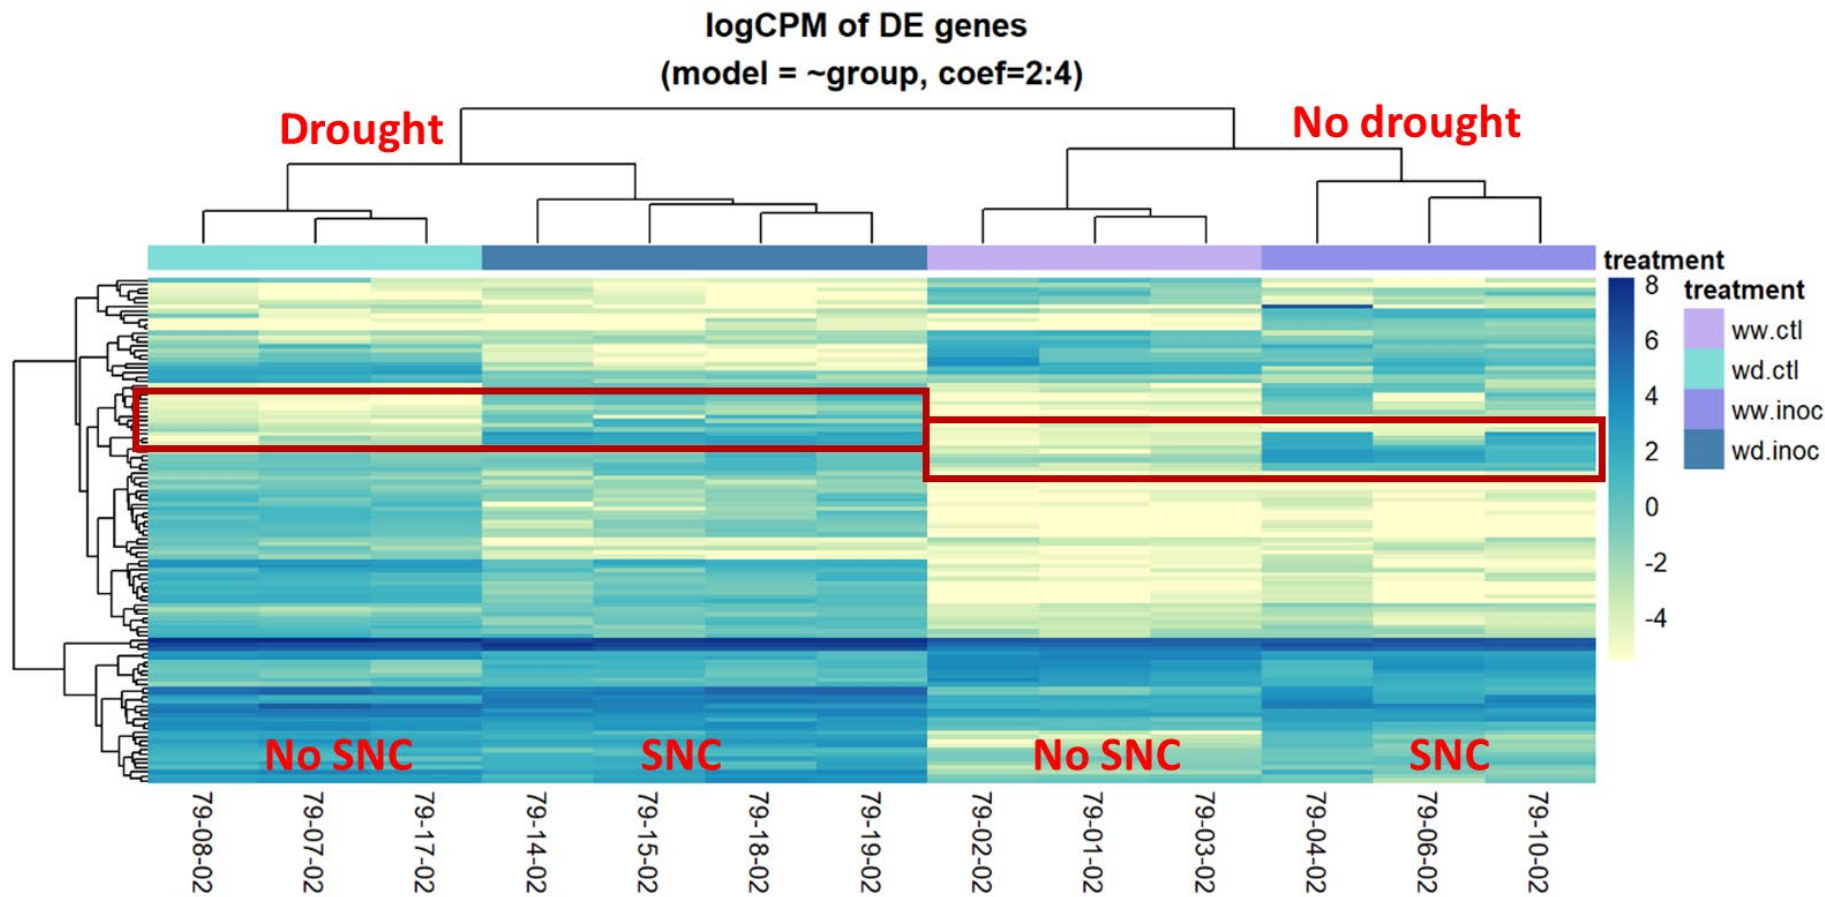 logCPM of DE genes
(model = ~group, coef=2:4)
Drought
No drought
treatment
8
6
4
2
0
-2
-4
treatment
ww.ctl
wd.ctl
ww.inoc
wd.inoc
No SNC
SNC
No SNC
SNC
79-08-02
79-07-02
79-17-02
79-14-02
79-15-02
79-18-02
79-19-02
79-02-02
79-01-02
79-03-02
79-04-02
79-06-02
79-10-02